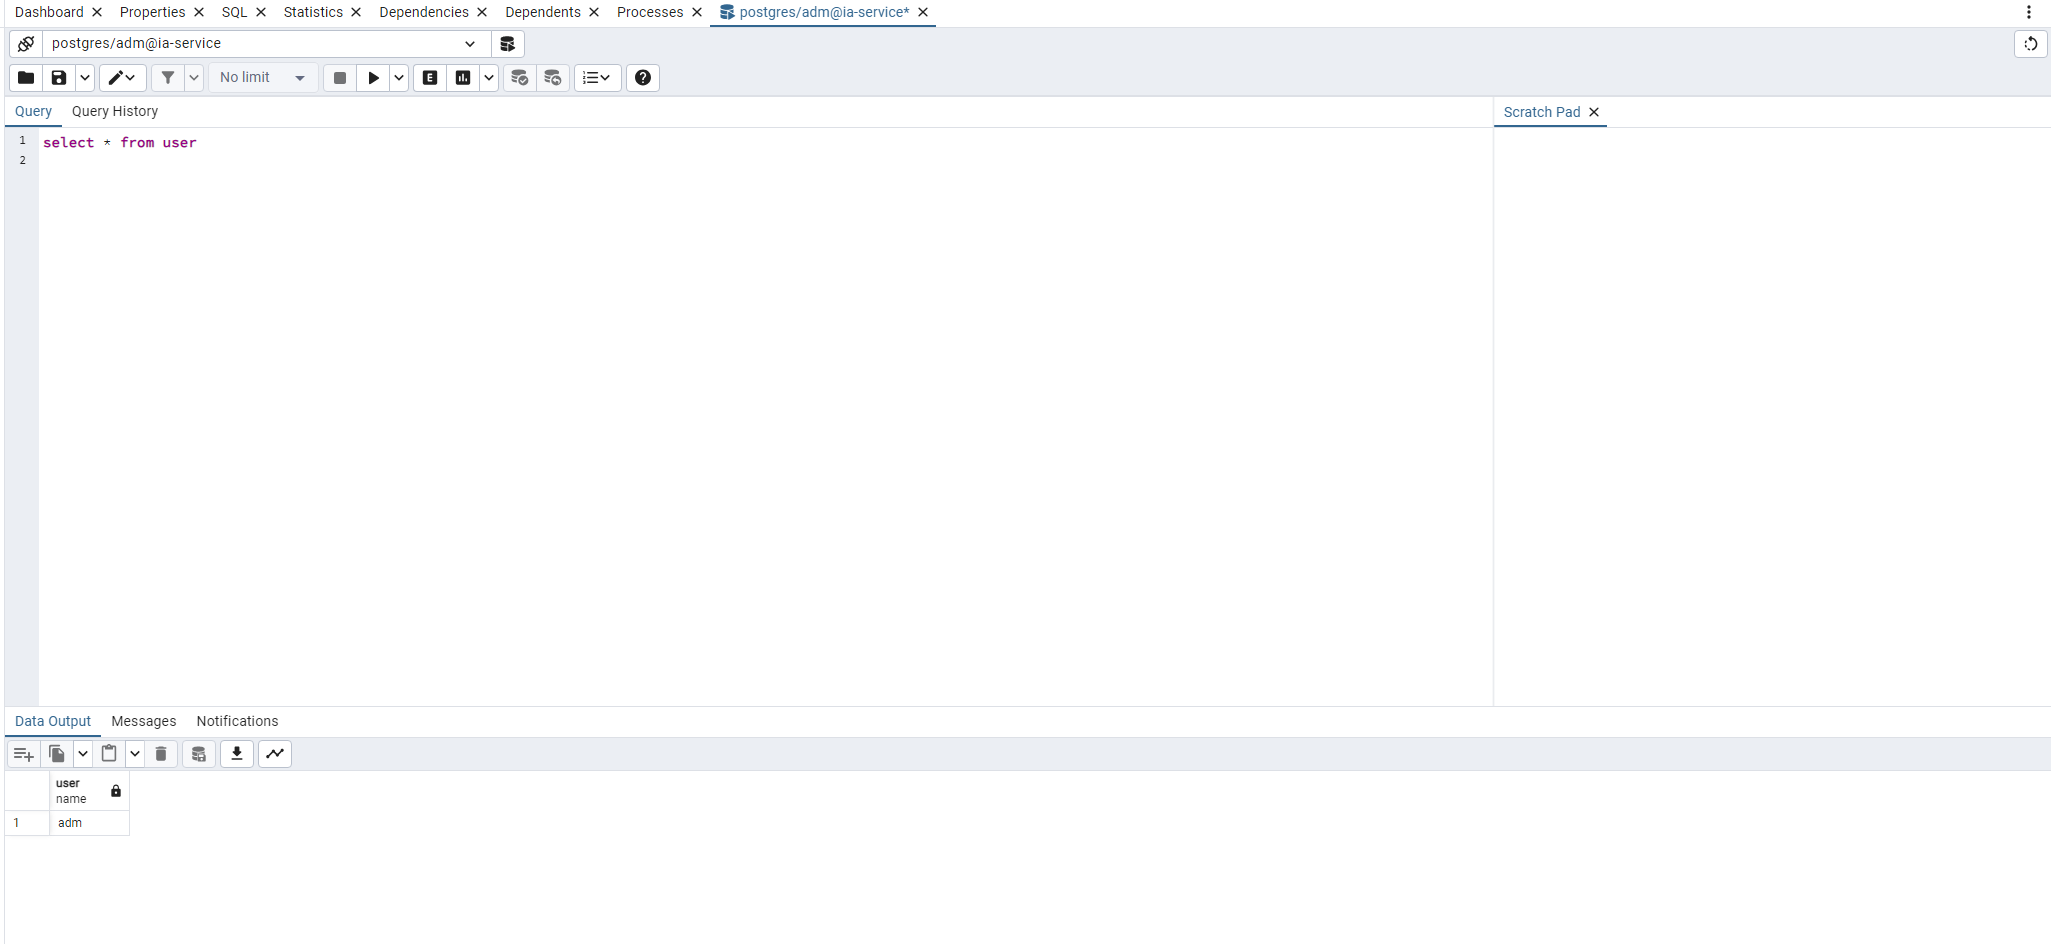 Dashboard Properties SQL Statistics Dependencies Dependents Processes postgres/adm@ia-service*
postgres/adm@ia-service
No limit
Query Query History
Scratch Pad
1 select * from user
2
Data Output Messages Notifications
user
name
1 adm